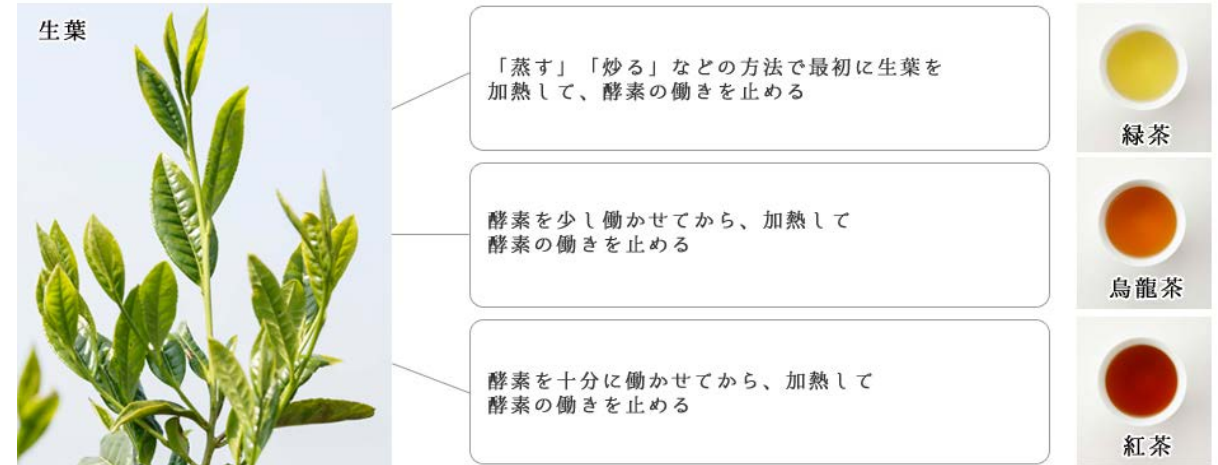 生葉
「蒸す」「炒る」などの方法で最初に生葉を
加熱して、酵素の働きを止める
緑茶
酵素を少し働かせてから、加熱して
酵素の働きを止める
烏龍茶
酵素を十分に働かせてから、加熱して
酵素の働きを止める
紅茶